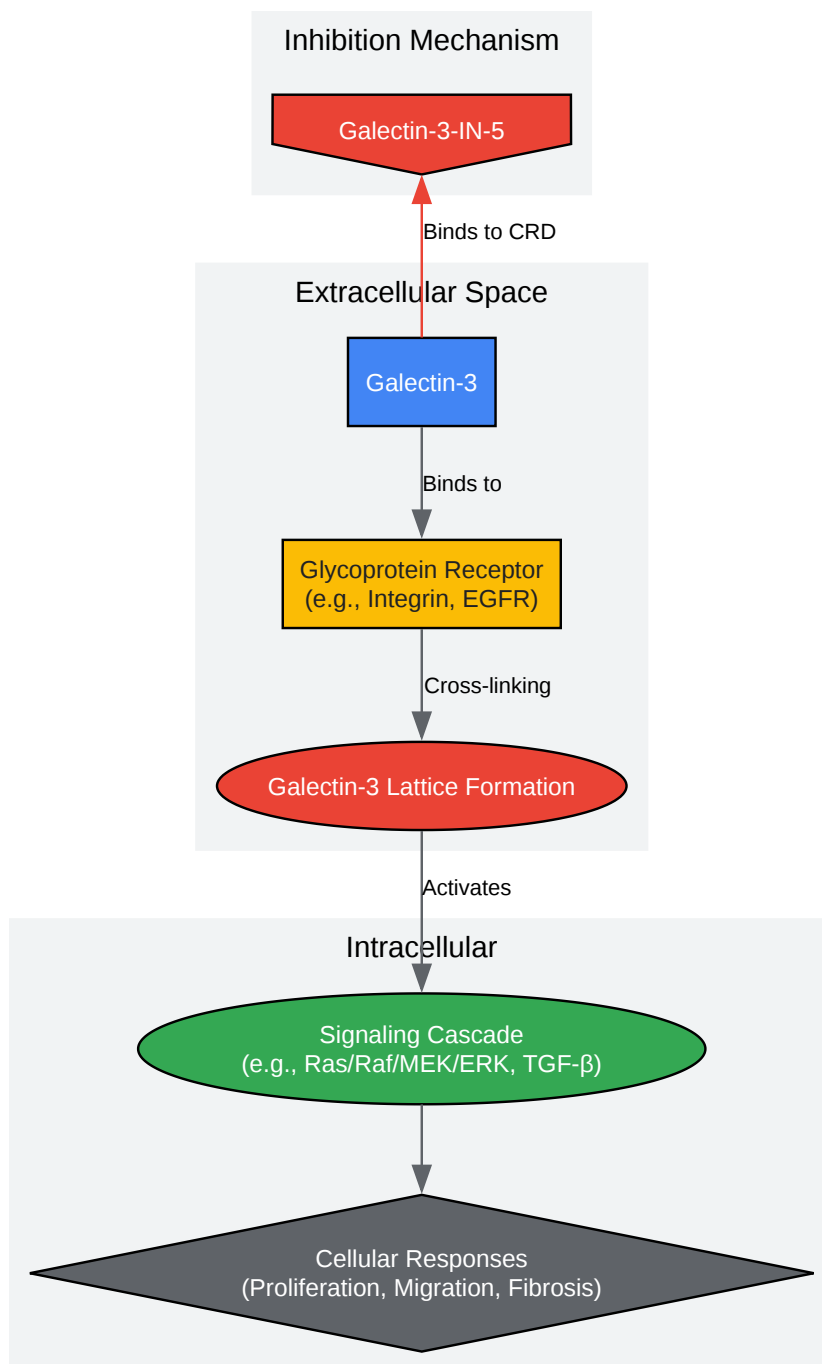 Inhibition Mechanism
Galectin-3-IN-5
Binds to CRD
Extracellular Space
Galectin-3
Binds to
Glycoprotein Receptor
(e.g., Integrin, EGFR)
Cross-linking
Galectin-3 Lattice Formation
Activates
Intracellular
Signaling Cascade
(e.g., Ras/Raf/MEK/ERK, TGF-β)
Cellular Responses
(Proliferation, Migration, Fibrosis)